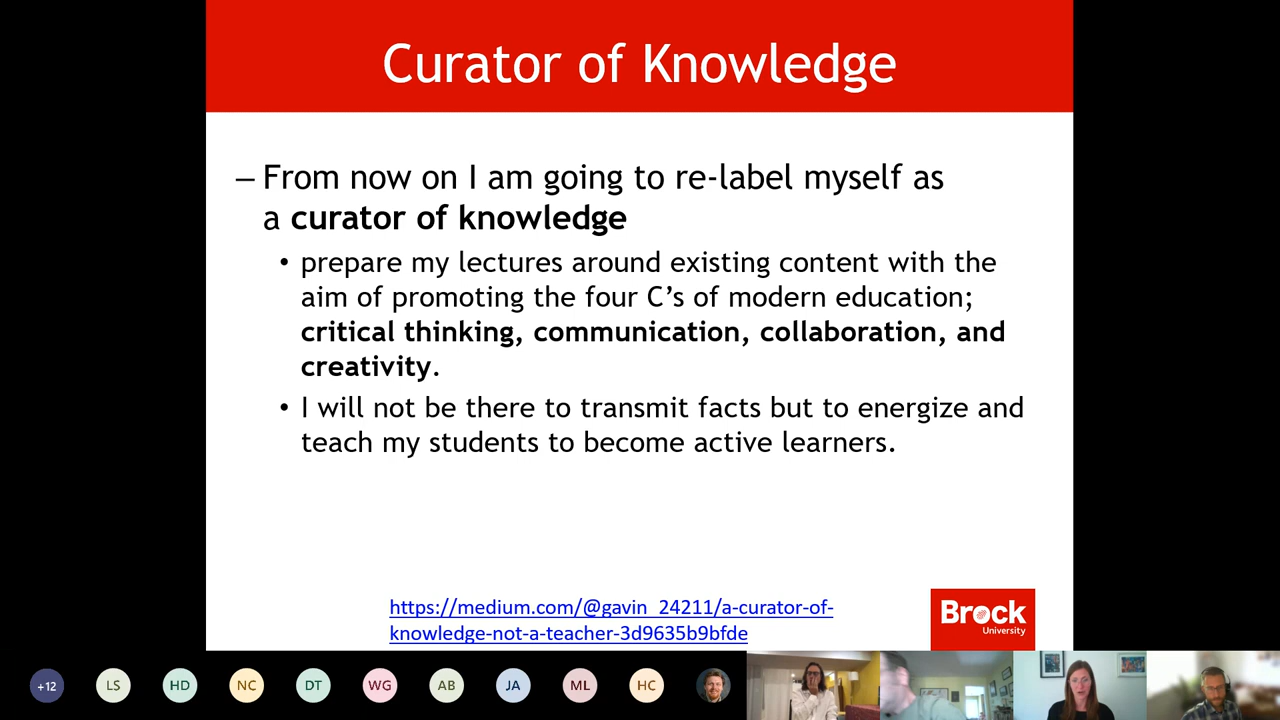 Curator of Knowledge
– From now on I am going to re-label myself as
a curator of knowledge
• prepare my lectures around existing content with the
aim of promoting the four C’s of modern education;
critical thinking, communication, collaboration, and
creativity.
• I will not be there to transmit facts but to energize and
teach my students to become active learners.
https://medium.com/@gavin_24211/a-curator-of-
knowledge-not-a-teacher-3d9635b9bfde
Brock
University
+12 LS HD NC DT WG AB JA ML HC